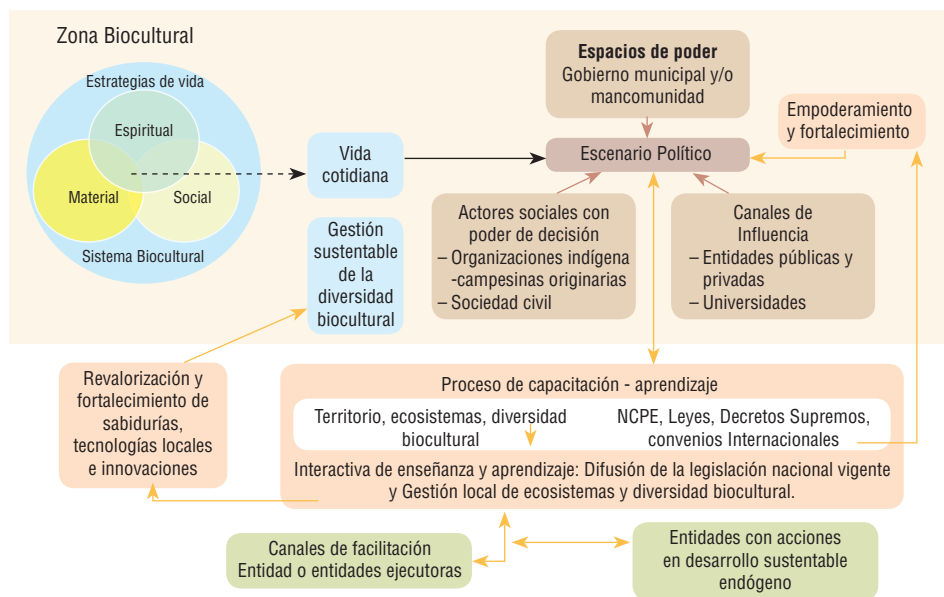 Zona Biocultural
Estrategias de vida
Espiritual
Material
Social
Sistema Biocultural
Vida
cotidiana
Gestión
sustentable
de la
diversidad
biocultural
Espacios de poder
Gobierno municipal y/o
mancomunidad
Escenario Político
Empoderamiento
y fortalecimiento
Actores sociales con
poder de decisión
– Organizaciones indígena
-campesinas originarias
– Sociedad civil
Canales de
Influencia
– Entidades públicas y
privadas
– Universidades
Revalorización y
fortalecimiento de
sabidurías,
tecnologías locales
e innovaciones
Proceso de capacitación - aprendizaje
Territorio, ecosistemas, diversidad
biocultural
NCPE, Leyes, Decretos Supremos,
convenios Internacionales
Interactiva de enseñanza y aprendizaje: Difusión de la legislación nacional vigente
y Gestión local de ecosistemas y diversidad biocultural.
Canales de facilitación
Entidad o entidades ejecutoras
Entidades con acciones
en desarrollo sustentable
endógeno